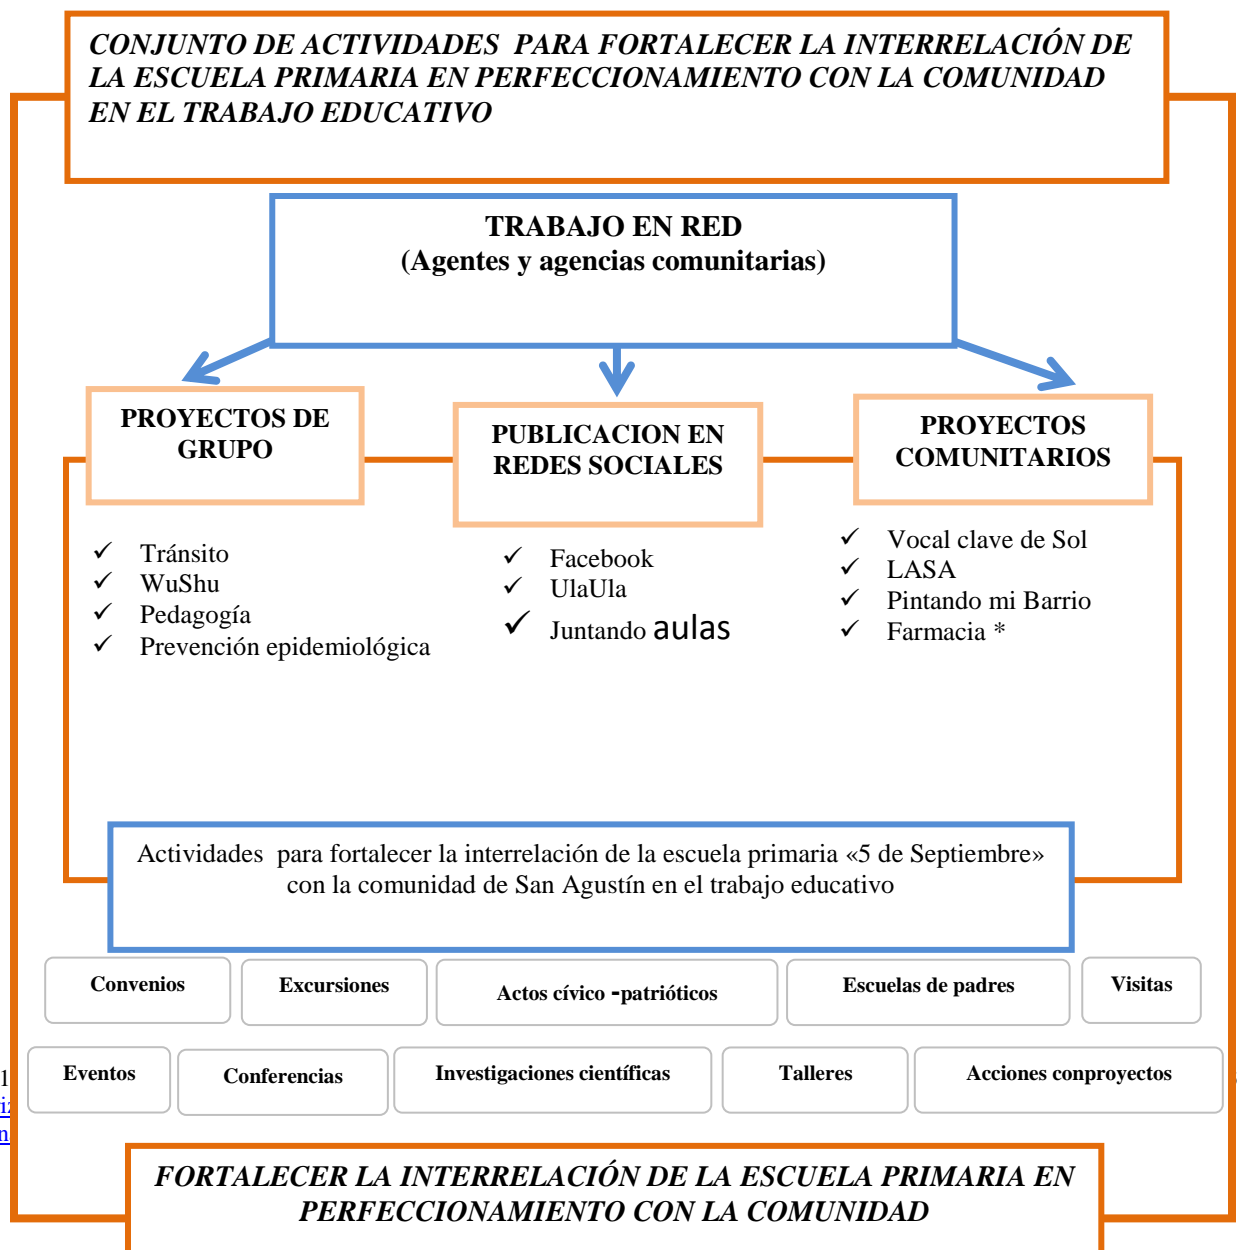 CONJUNTO DE ACTIVIDADES PARA FORTALECER LA INTERRELACIÓN DE
LA ESCUELA PRIMARIA EN PERFECCIONAMIENTO CON LA COMUNIDAD
EN EL TRABAJO EDUCATIVO
TRABAJO EN RED
(Agentes y agencias comunitarias)
PROYECTOS DE
GRUPO
✓ Tránsito
✓ WuShu
✓ Pedagogía
✓ Prevención epidemiológica
PUBLICACION EN
REDES SOCIALES
✓ Facebook
✓ UlaUla
✓ Juntando aulas
PROYECTOS
COMUNITARIOS
✓ Vocal clave de Sol
✓ LASA
✓ Pintando mi Barrio
✓ Farmacia *
Actividades para fortalecer la interrelación de la escuela primaria «5 de Septiembre»
con la comunidad de San Agustín en el trabajo educativo
Convenios
Excursiones
Actos cívico -patrióticos
Escuelas de padres
Visitas
Eventos
Conferencias
Investigaciones científicas
Talleres
Acciones conproyectos
FORTALECER LA INTERRELACIÓN DE LA ESCUELA PRIMARIA EN
PERFECCIONAMIENTO CON LA COMUNIDAD